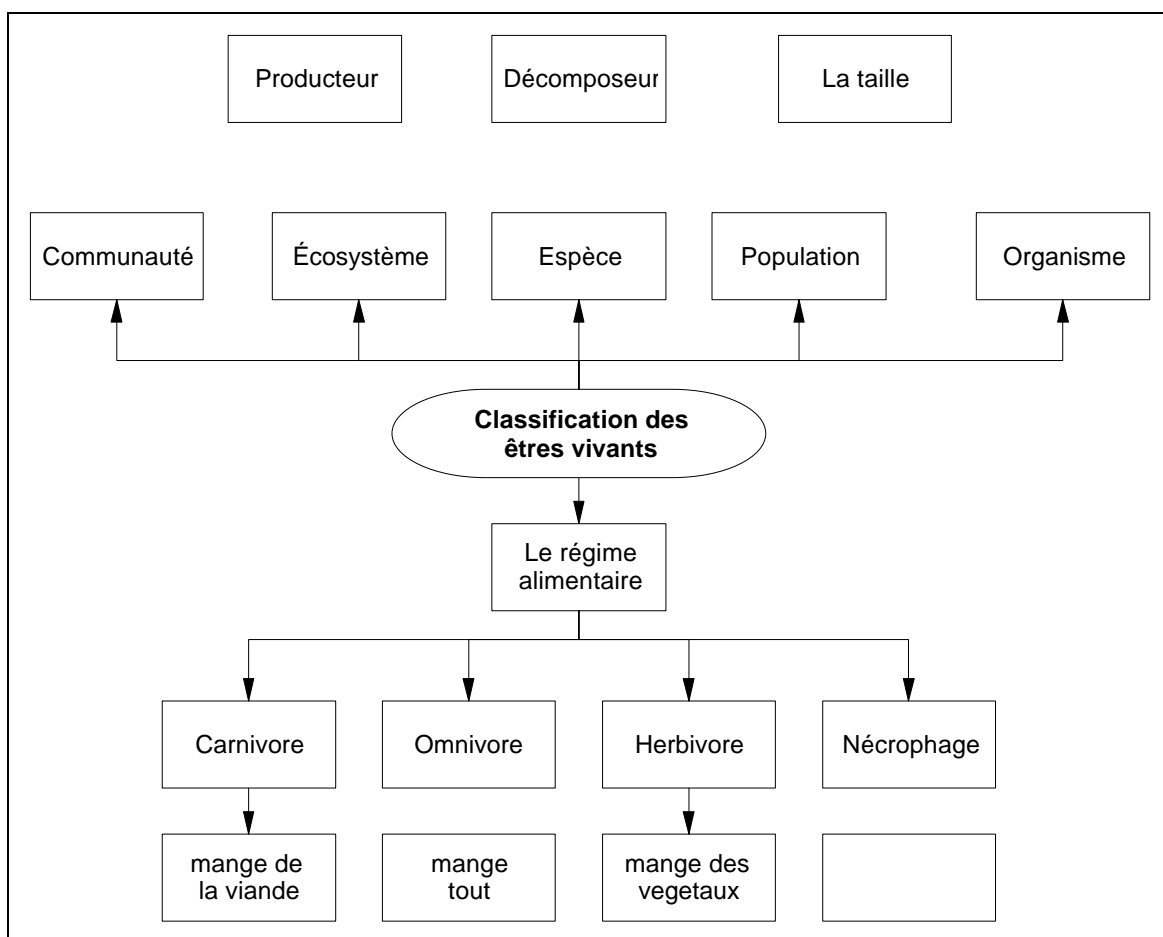 Producteur
Décomposeur
La taille
Communauté
Écosystème
Espèce
Population
Organisme
Classification des
êtres vivants
Le régime
alimentaire
Carnivore
Omnivore
Herbivore
Nécrophage
mange de
la viande
mange
tout
mange des
vegetaux